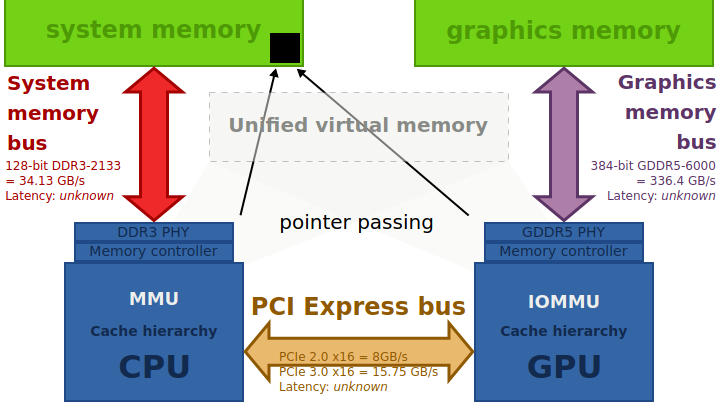 system memory
graphics memory
System
memory
bus
128-bit DDR3-2133
= 34.13 GB/s
Latency: unknown
Unified virtual memory
Graphics
memory
bus
384-bit GDDR5-6000
= 336.4 GB/s
Latency: unknown
pointer passing
DDR3 PHY
Memory controller
GDDR5 PHY
Memory controller
MMU
Cache hierarchy
CPU
PCI Express bus
PCIe 2.0 x16 = 8GB/s
PCIe 3.0 x16 = 15.75 GB/s
Latency: unknown
IOMMU
Cache hierarchy
GPU